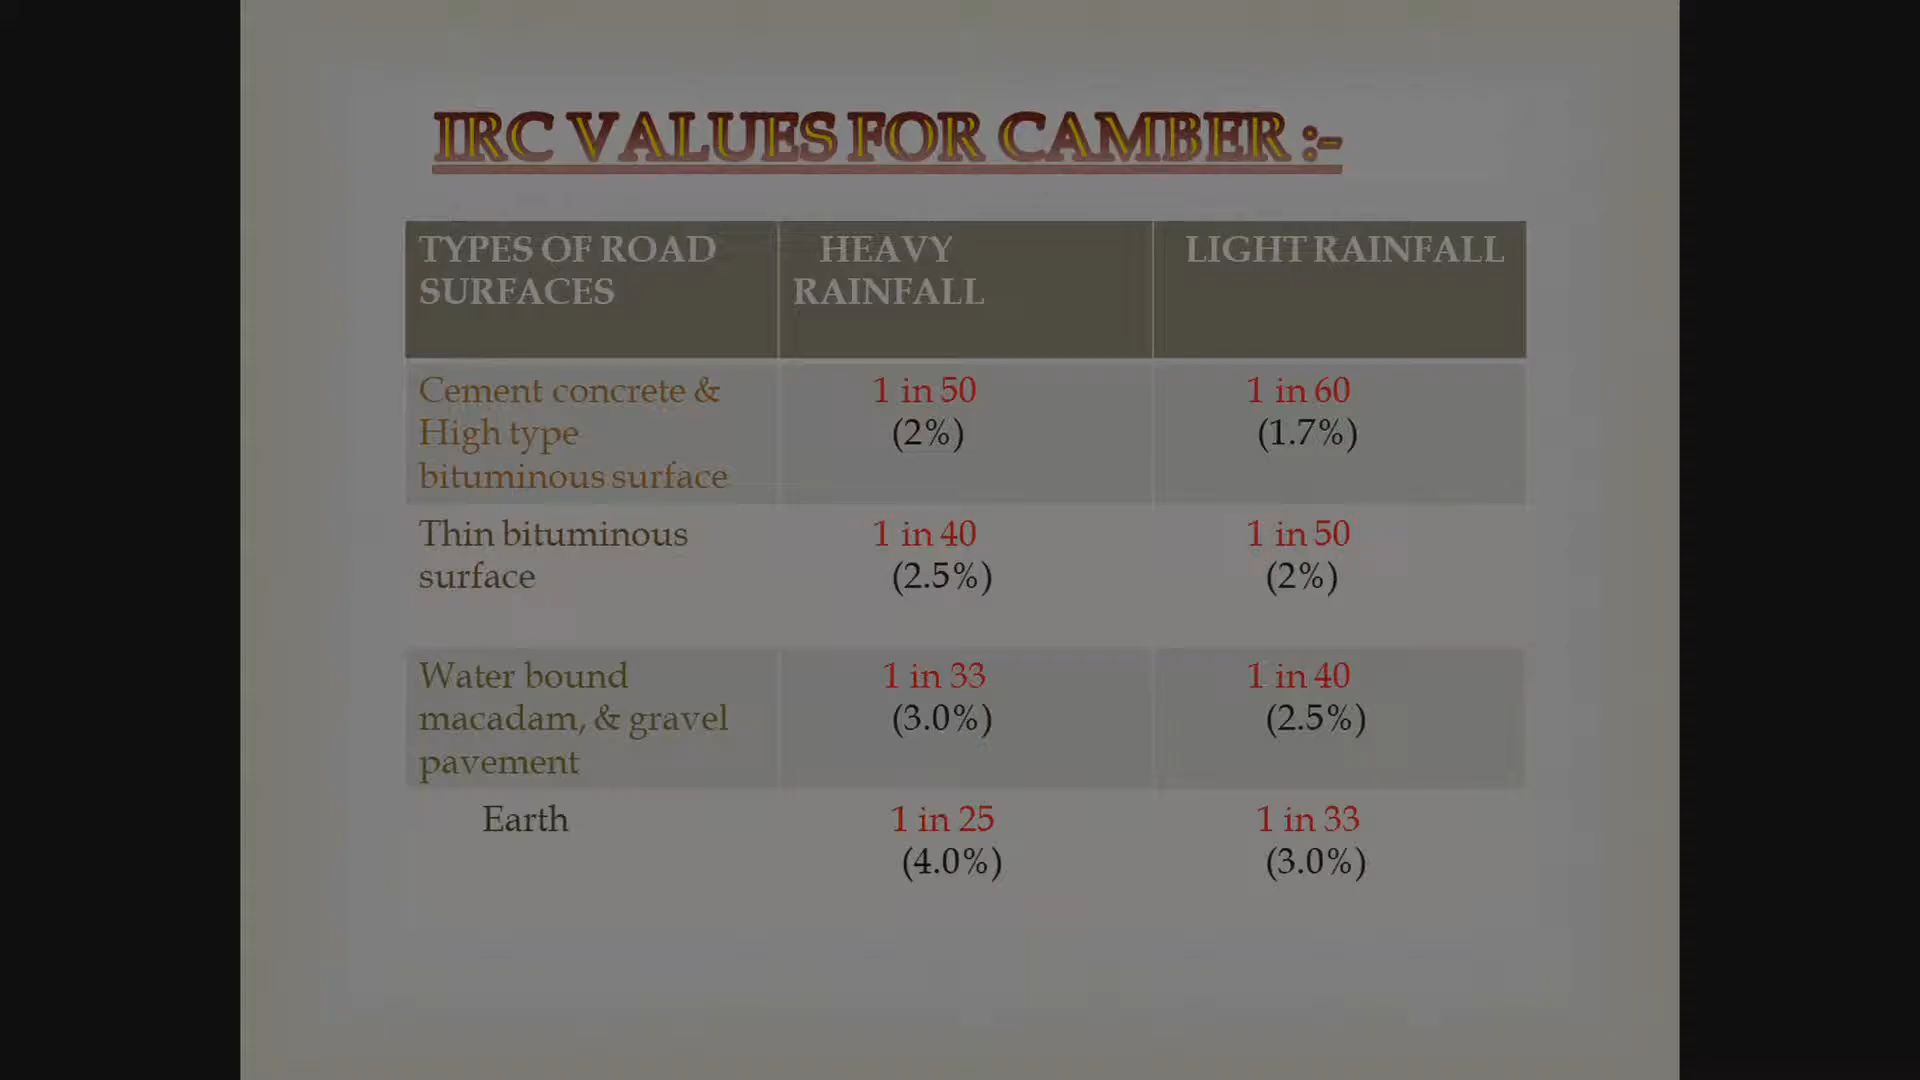 IRC VALUES FOR CAMBER :-
TYPES OF ROAD
SURFACES
HEAVY
RAINFALL
LIGHT RAINFALL
Cement concrete &
High type
bituminous surface
1 in 50
(2%)
1 in 60
(1.7%)
Thin bituminous
surface
1 in 40
(2.5%)
1 in 50
(2%)
Water bound
macadam, & gravel
pavement
1 in 33
(3.0%)
1 in 40
(2.5%)
Earth
1 in 25
(4.0%)
1 in 33
(3.0%)